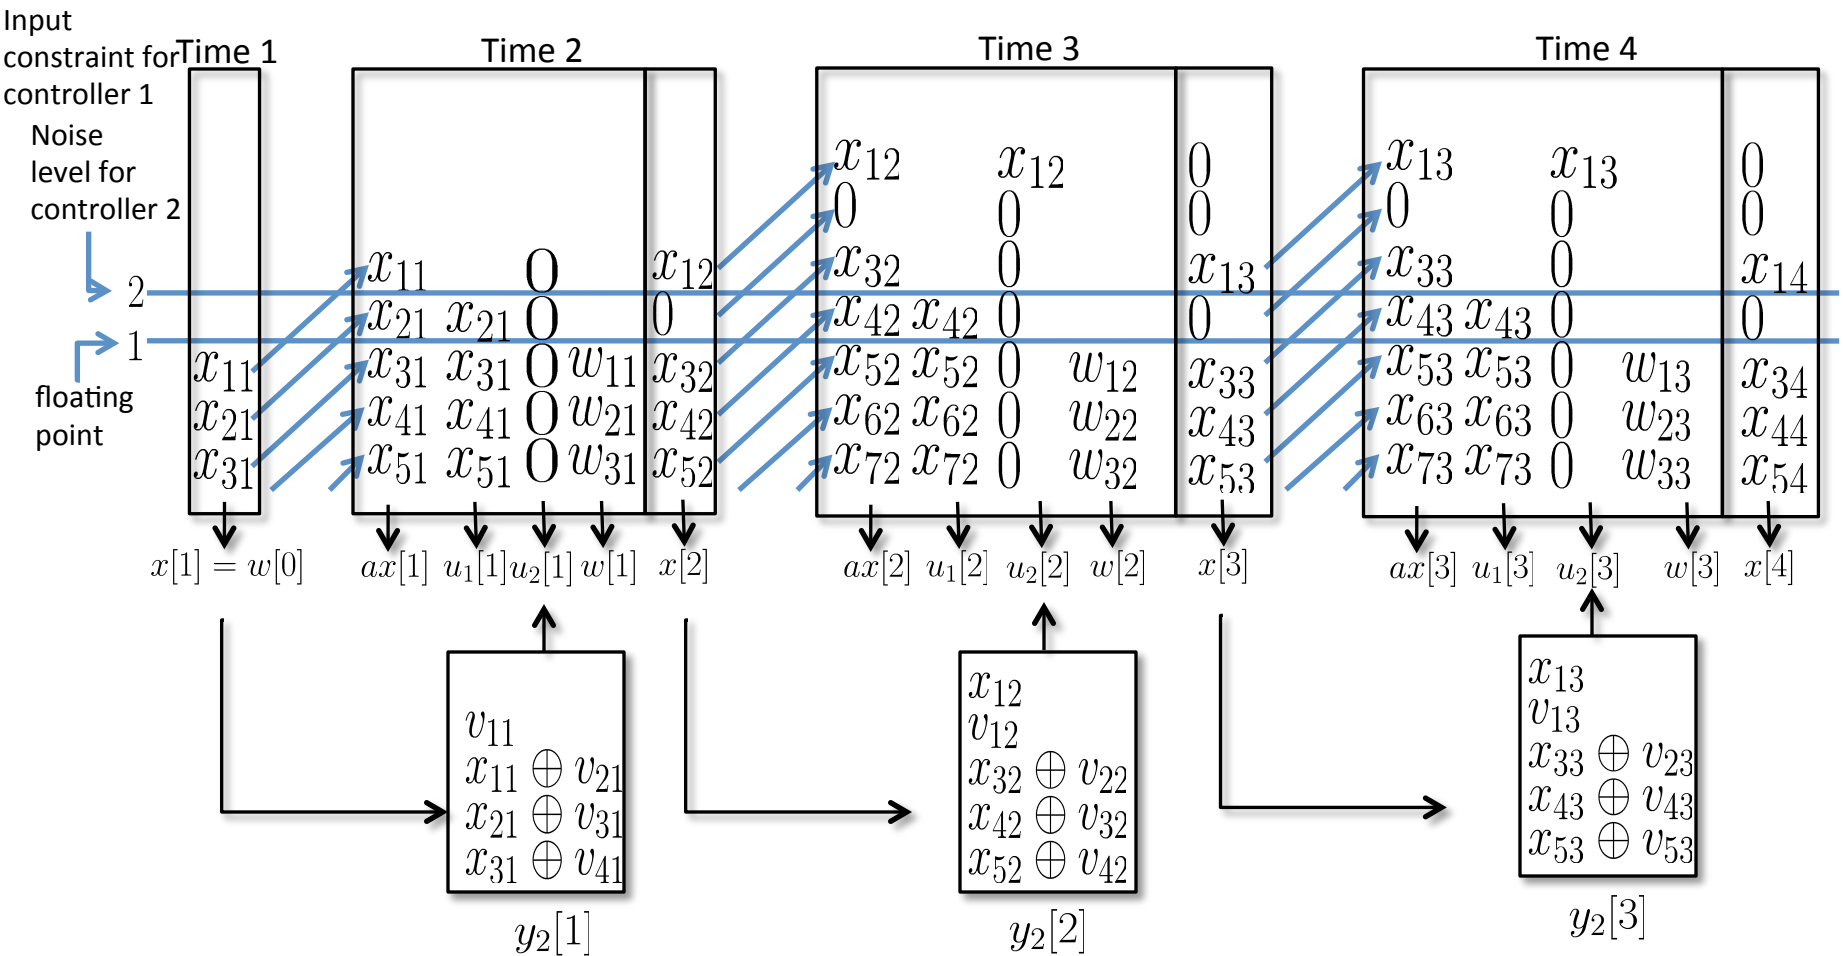 Input
constraint for
controller 1
Time 1
Time 2
Time 3
Time 4
Noise
level for
controller 2
2
1
floating
point
x₁₁
x₂₁
x₃₁
x₁₁ 0
x₂₁ x₂₁ 0
x₃₁ x₃₁ 0 w₁₁
x₄₁ x₄₁ 0 w₂₁
x₅₁ x₅₁ 0 w₃₁
x₁₂
0
x₃₂
x₄₂
x₅₂
x₁₂ x₁₂
0 0
x₃₂ 0
x₄₂ x₄₂ 0
x₅₂ x₅₂ 0 w₁₂
x₆₂ x₆₂ 0 w₂₂
x₇₂ x₇₂ 0 w₃₂
0
0
x₁₃
0
x₃₃
x₄₃
x₅₃
x₁₃ x₁₃
0 0
x₃₃ 0
x₄₃ x₄₃ 0
x₅₃ x₅₃ 0 w₁₃
x₆₃ x₆₃ 0 w₂₃
x₇₃ x₇₃ 0 w₃₃
0
0
x₁₄
0
x₃₄
x₄₄
x₅₄
x[1] = w[0]
ax[1] u₁[1] u₂[1] w[1] x[2]
ax[2] u₁[2] u₂[2] w[2] x[3]
ax[3] u₁[3] u₂[3] w[3] x[4]
v₁₁
x₁₁ ⊕ v₂₁
x₂₁ ⊕ v₃₁
x₃₁ ⊕ v₄₁
y₂[1]
x₁₂
v₁₂
x₃₂ ⊕ v₂₂
x₄₂ ⊕ v₃₂
x₅₂ ⊕ v₄₂
y₂[2]
x₁₃
v₁₃
x₃₃ ⊕ v₂₃
x₄₃ ⊕ v₄₃
x₅₃ ⊕ v₅₃
y₂[3]